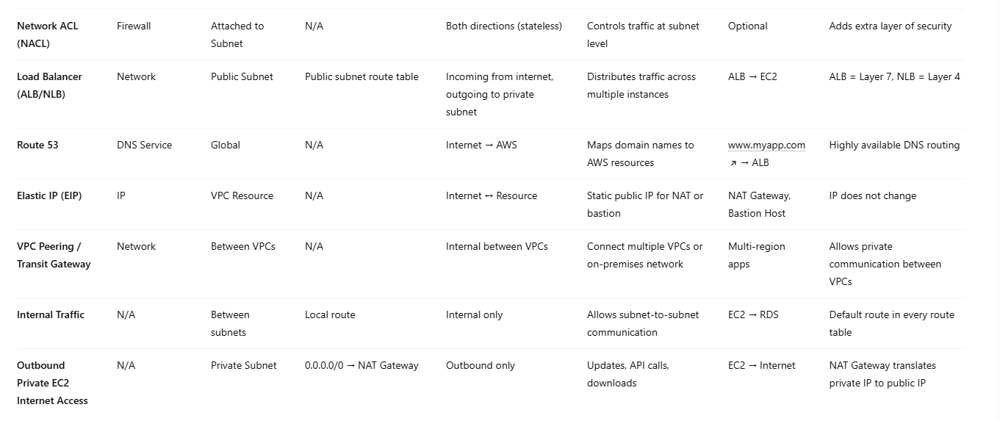 Network ACL (NACL) Firewall Attached to Subnet N/A Both directions (stateless) Controls traffic at subnet level Optional Adds extra layer of security
Load Balancer (ALB/NLB) Network Public Subnet Public subnet route table Incoming from internet, outgoing to private subnet Distributes traffic across multiple instances ALB → EC2 ALB = Layer 7, NLB = Layer 4
Route 53 DNS Service Global N/A Internet → AWS Maps domain names to AWS resources www.myapp.com ↗ → ALB Highly available DNS routing
Elastic IP (EIP) IP VPC Resource N/A Internet ↔ Resource Static public IP for NAT or bastion NAT Gateway, Bastion Host IP does not change
VPC Peering / Transit Gateway Network Between VPCs N/A Internal between VPCs Connect multiple VPCs or on-premises network Multi-region apps Allows private communication between VPCs
Internal Traffic N/A Between subnets Local route Internal only Allows subnet-to-subnet communication EC2 → RDS Default route in every route table
Outbound Private EC2 Internet Access N/A Private Subnet 0.0.0.0/0 → NAT Gateway Outbound only Updates, API calls, downloads EC2 → Internet NAT Gateway translates private IP to public IP